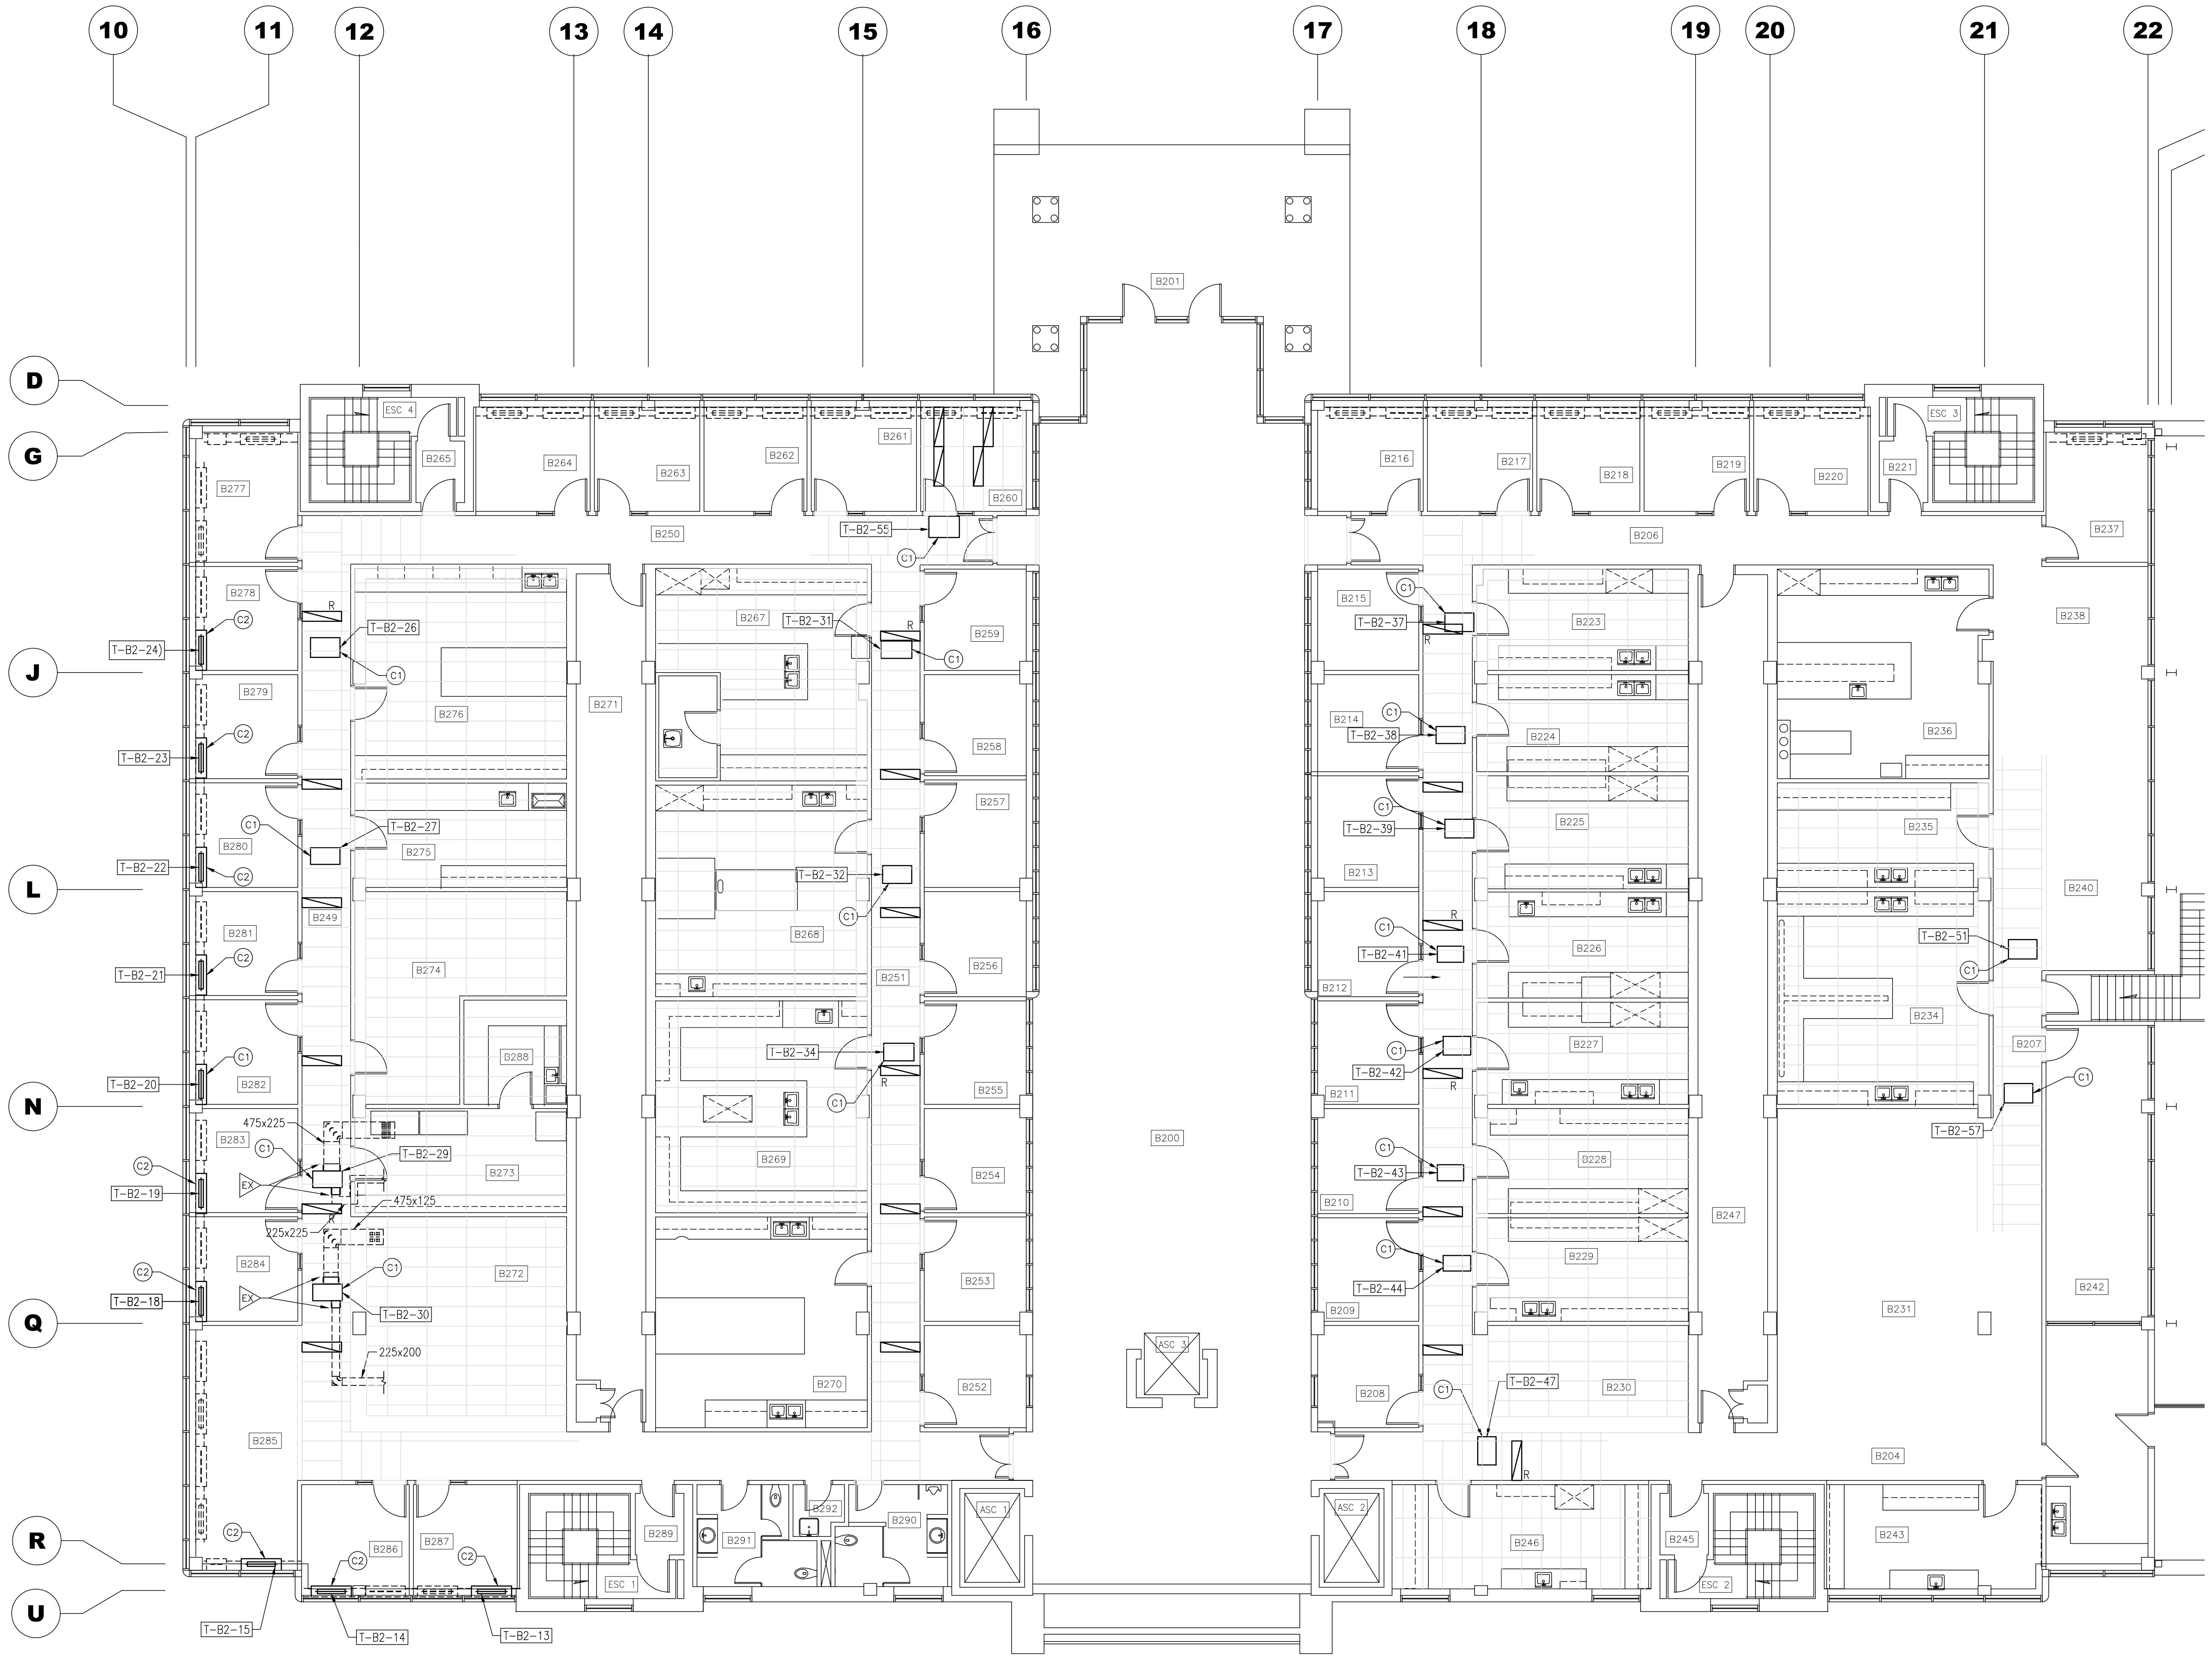 10 11 12 13 14 15 16 17 18 19 20 21 22
B201
D
ESC 4 ESC 3
G
B265 B264 B263 B262 B261 B260 B216 B217 B218 B219 B220 B221
B277 B237
T-B2-55 B250 B206
C1
B278 C2 R T-B2-26 B267 T-B2-31 R B259 B215 C1 T-B2-37 R B223 B238
T-B2-24)
J
C1 C1
B279 B276 B271 B258 B214 C1 T-B2-38 B224 B236
C2
T-B2-23
B257
C1 T-B2-27 C1 T-B2-39 B225 B235
B280 B275
T-B2-22 C2 T-B2-32 B213
L
B240
B249 C1 R
B281 C2 B268 C1 T-B2-41 B226 T-B2-51
T-B2-21 B274 B251 B256 B212 C1
B234
C1 B288 T-B2-34 C1 T-B2-42 B227 B207
T-B2-20 B282 R B255 B211 R C1
N
C1
475x225 T-B2-57
B283 C1 T-B2-29 B200
C2 EX B273 B269 B254 C1 T-B2-43 B228
T-B2-19 475x125 B210
R
225x225 B247
C2 B284 C1 B272 B253 C1 B229
EX T-B2-44 B242
T-B2-18 T-B2-30 B209 B231
Q
ASC 3
225x200
B270 B252 B208 C1 T-B2-47 B230
B285 B204
R
ASC 1 ASC 2
B292 B290
R
C2 B286 B287 B289 B291 B246 B245 B243
C2 C2
ESC 1 ESC 2
U
T-B2-15 T-B2-14 T-B2-13